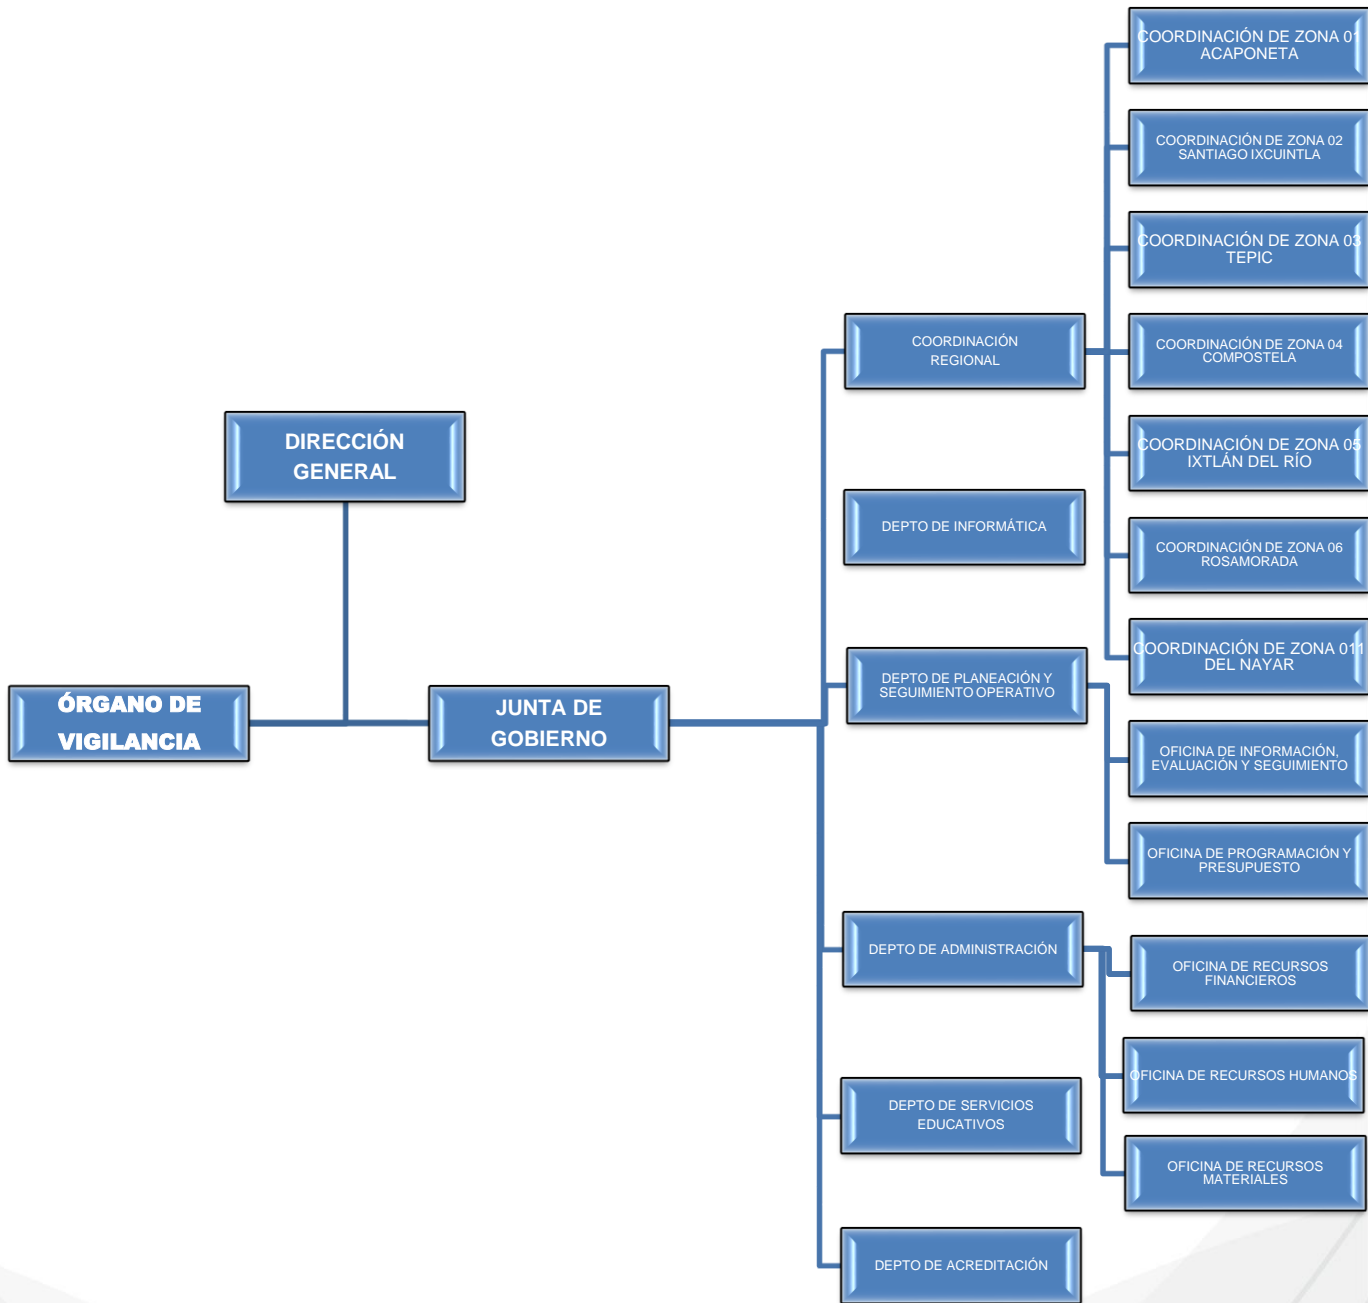 DIRECCIÓN
GENERAL
ÓRGANO DE
VIGILANCIA
JUNTA DE
GOBIERNO
COORDINACIÓN
REGIONAL
DEPTO DE INFORMÁTICA
DEPTO DE PLANEACIÓN Y
SEGUIMIENTO OPERATIVO
DEPTO DE ADMINISTRACIÓN
DEPTO DE SERVICIOS
EDUCATIVOS
DEPTO DE ACREDITACIÓN
COORDINACIÓN DE ZONA 01
ACAPONETA
COORDINACIÓN DE ZONA 02
SANTIAGO IXCUINTLA
COORDINACIÓN DE ZONA 03
TEPIC
COORDINACIÓN DE ZONA 04
COMPOSTELA
COORDINACIÓN DE ZONA 05
IXTLÁN DEL RÍO
COORDINACIÓN DE ZONA 06
ROSAMORADA
COORDINACIÓN DE ZONA 011
DEL NAYAR
OFICINA DE INFORMACIÓN,
EVALUACIÓN Y SEGUIMIENTO
OFICINA DE PROGRAMACIÓN Y
PRESUPUESTO
OFICINA DE RECURSOS
FINANCIEROS
OFICINA DE RECURSOS HUMANOS
OFICINA DE RECURSOS
MATERIALES